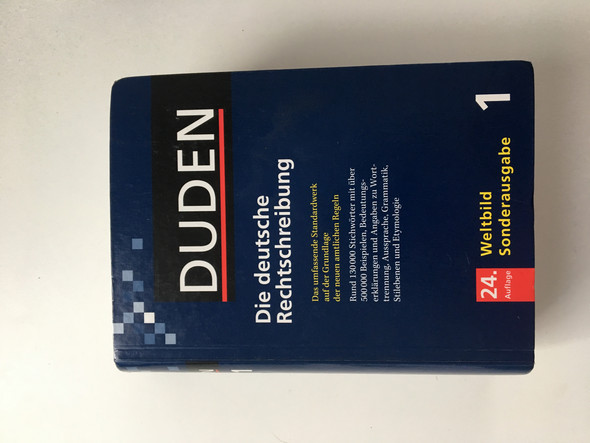 DUDEN
Die deutsche
Rechtschreibung
Das umfassende Standardwerk
auf der Grundlage
der neuen amtlichen Regeln
Rund 130 000 Stichwörter mit über
500 000 Beispielen, Bedeutungs-
erklärungen und Angaben zu Wort-
trennung, Aussprache, Grammatik,
Stilebenen und Etymologie
24.
Auflage
Weltbild
Sonderausgabe
1